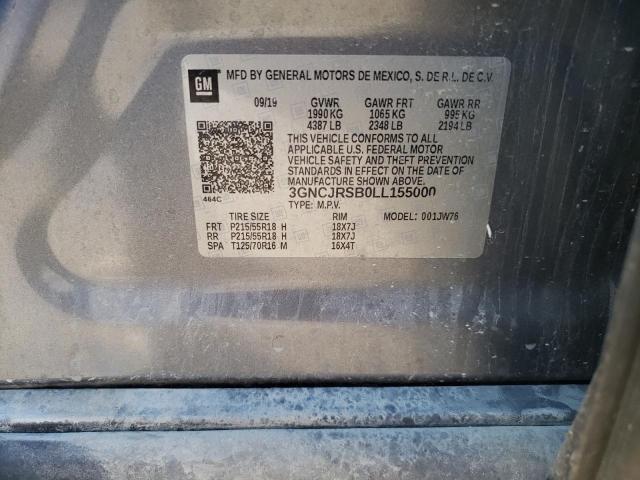 GM
MFD BY GENERAL MOTORS DE MEXICO, S. DE R.L. DE C.V.
09/19 GVWR GAWR FRT GAWR RR
1990 KG 1065 KG 995 KG
4387 LB 2348 LB 2194 LB
THIS VEHICLE CONFORMS TO ALL
APPLICABLE U.S. FEDERAL MOTOR
VEHICLE SAFETY AND THEFT PREVENTION
STANDARDS IN EFFECT ON THE DATE OF
MANUFACTURE SHOWN ABOVE.
464C 3GNCJRSB0LL155000
TYPE: M.P.V.
TIRE SIZE RIM MODEL: 001JW76
FRT P215/55R18 H 18X7J
RR P215/55R18 H 18X7J
SPA T125/70R16 M 16X4T